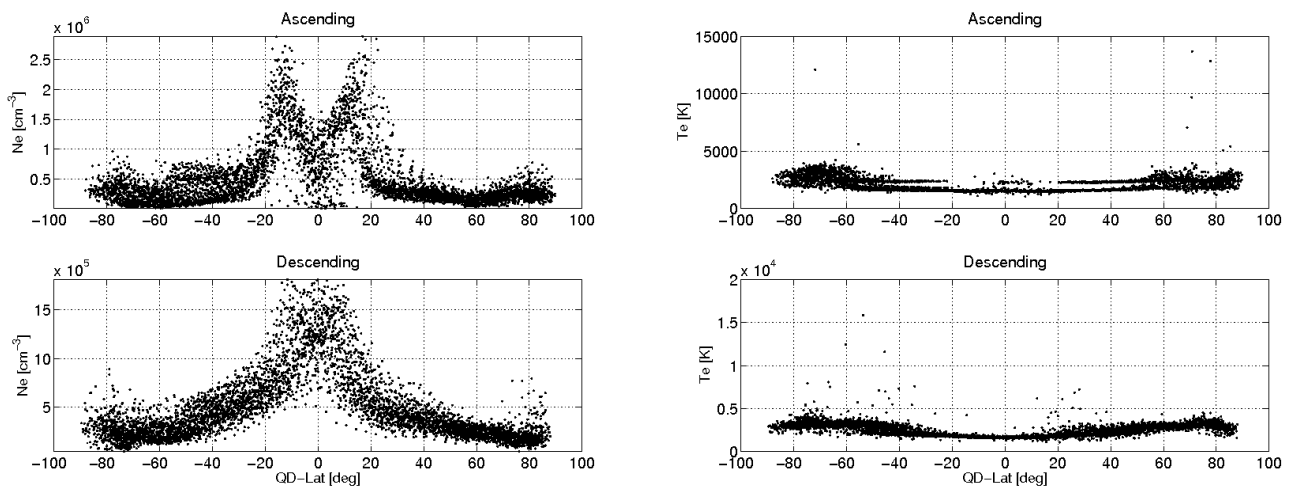 Ascending
x 10^6
Ne [cm^−3]
2.5
2
1.5
1
0.5
−100 −80 −60 −40 −20 0 20 40 60 80 100
Ascending
Te [K]
15000
10000
5000
0
−100 −80 −60 −40 −20 0 20 40 60 80 100
Descending
x 10^5
Ne [cm^−3]
15
10
5
−100 −80 −60 −40 −20 0 20 40 60 80 100
QD−Lat [deg]
Descending
x 10^4
Te [K]
2
1.5
1
0.5
0
−100 −80 −60 −40 −20 0 20 40 60 80 100
QD−Lat [deg]